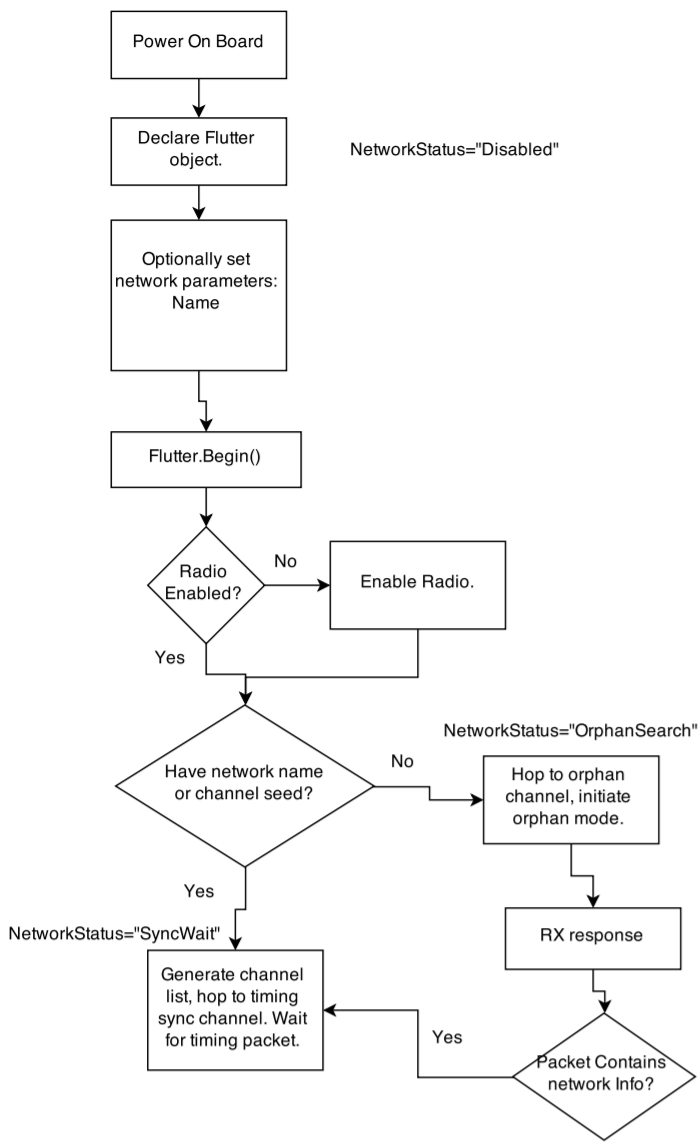 Power On Board
Declare Flutter
object.
NetworkStatus="Disabled"
Optionally set
network parameters:
Name
Flutter.Begin()
Radio
Enabled?
No
Enable Radio.
Yes
Have network name
or channel seed?
No
NetworkStatus="OrphanSearch"
Hop to orphan
channel, initiate
orphan mode.
Yes
NetworkStatus="SyncWait"
Generate channel
list, hop to timing
sync channel. Wait
for timing packet.
RX response
Packet Contains
network Info?
Yes